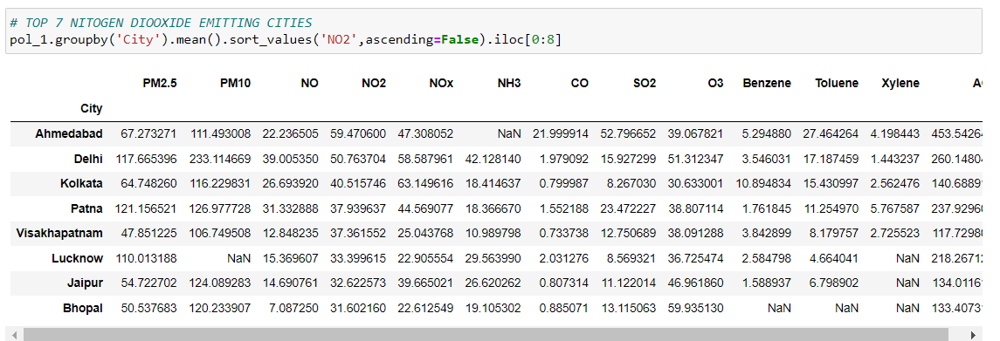 # TOP 7 NITOGEN DIOOXIDE EMITTING CITIES
pol_1.groupby('City').mean().sort_values('NO2',ascending=False).iloc[0:8]
PM2.5 PM10 NO NO2 NOx NH3 CO SO2 O3 Benzene Toluene Xylene
City
Ahmedabad 67.273271 111.493008 22.236505 59.470600 47.308052 NaN 21.999914 52.796652 39.067821 5.294880 27.464264 4.198443 453.5426
Delhi 117.665396 233.114669 39.005350 50.763704 58.587961 42.128140 1.979092 15.927299 51.312347 3.546031 17.187459 1.443237 260.1480
Kolkata 64.748260 116.229831 26.693920 40.515746 63.149616 18.414637 0.799987 8.267030 30.633001 10.894834 15.430997 2.562476 140.6889
Patna 121.156521 126.977728 31.332888 37.939637 44.569077 18.366670 1.552188 23.472227 38.807114 1.761845 11.254970 5.767587 237.9296
Visakhapatnam 47.851225 106.749508 12.848235 37.361552 25.043768 10.989798 0.733738 12.750689 38.091288 3.842899 8.179757 2.725523 117.7298
Lucknow 110.013188 NaN 15.369607 33.399615 22.905554 29.563990 2.031276 8.569321 36.725474 2.584798 4.664041 NaN 218.2671
Jaipur 54.722702 124.089283 14.690761 32.622573 39.665021 26.620262 0.807314 11.122014 46.961860 1.588937 6.798902 NaN 134.0116
Bhopal 50.537683 120.233907 7.087250 31.602160 22.612549 19.105302 0.885071 13.115063 59.935130 NaN NaN NaN 133.4073